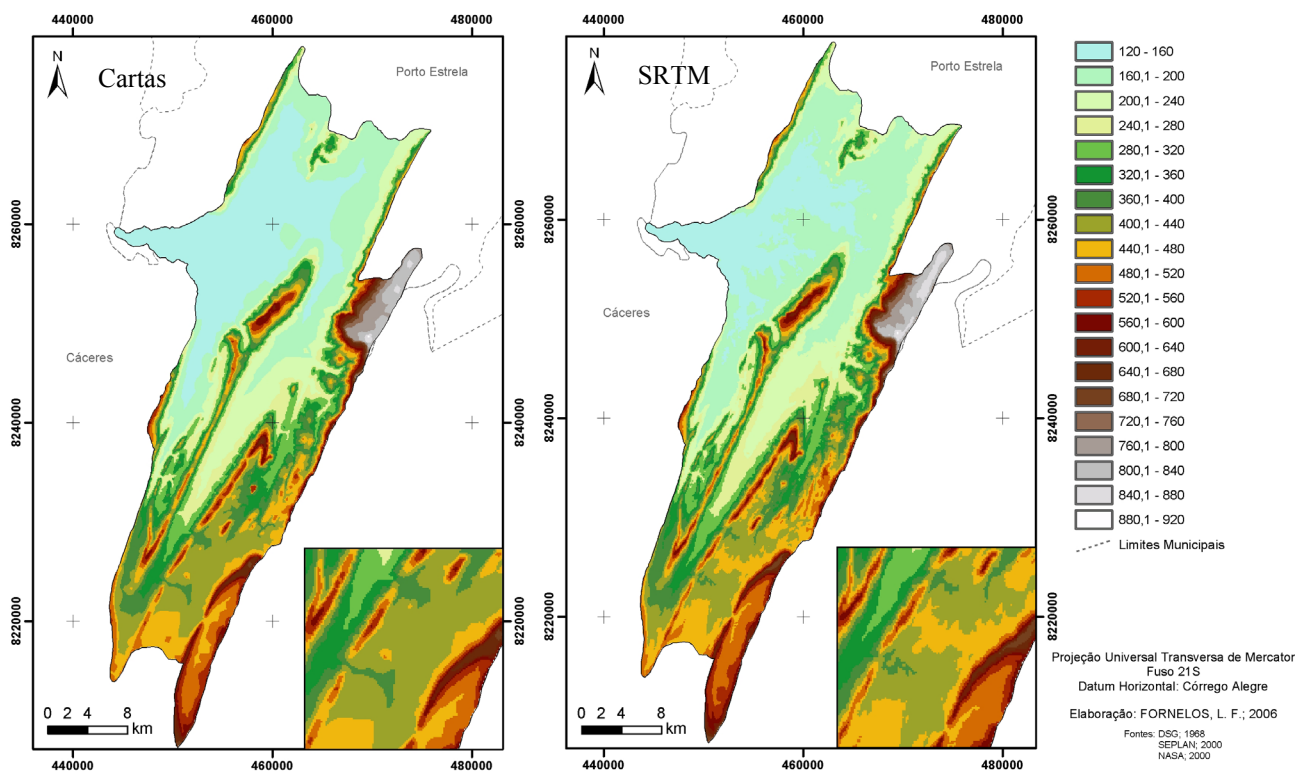 440000 460000 480000
N
Cartas
Porto Estrela
Cáceres
8260000
8240000
8220000
0 2 4 8
km
440000 460000 480000
440000 460000 480000
N
SRTM
Porto Estrela
Cáceres
8260000
8240000
8220000
0 2 4 8
km
440000 460000 480000
120 - 160
160,1 - 200
200,1 - 240
240,1 - 280
280,1 - 320
320,1 - 360
360,1 - 400
400,1 - 440
440,1 - 480
480,1 - 520
520,1 - 560
560,1 - 600
600,1 - 640
640,1 - 680
680,1 - 720
720,1 - 760
760,1 - 800
800,1 - 840
840,1 - 880
880,1 - 920
Limites Municipais
Projeção Universal Transversa de Mercator
Fuso 21S
Datum Horizontal: Córrego Alegre
Elaboração: FORNELOS, L. F.; 2006
Fontes: DSG; 1968
SEPLAN; 2000
NASA; 2000